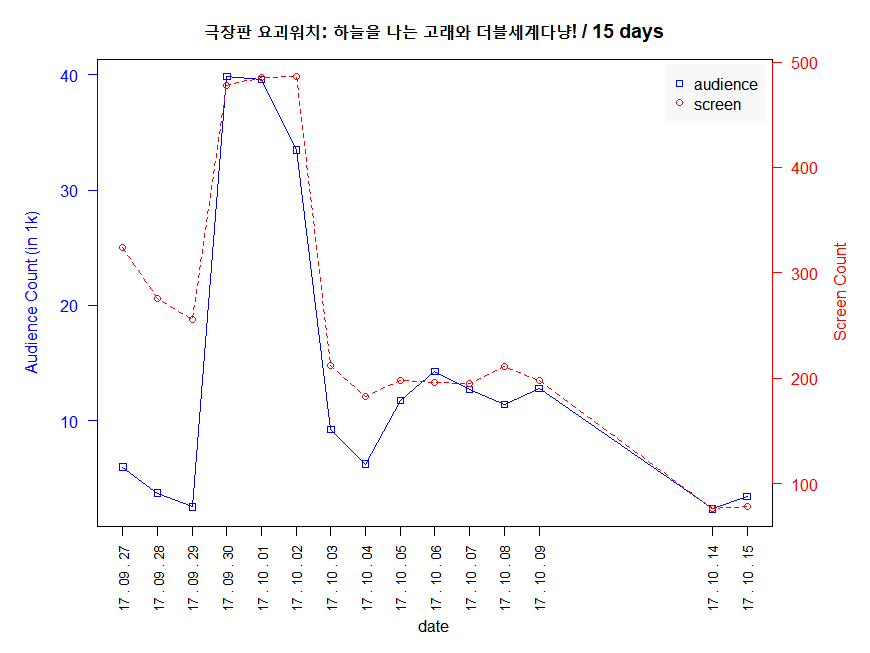 극장판 요괴워치: 하늘을 나는 고래와 더블세계다냥! / 15 days
audience
screen
40
30
20
10
Audience Count (in 1k)
500
400
300
200
100
Screen Count
17 . 09 . 27
17 . 09 . 28
17 . 09 . 29
17 . 09 . 30
17 . 10 . 01
17 . 10 . 02
17 . 10 . 03
17 . 10 . 04
17 . 10 . 05
17 . 10 . 06
17 . 10 . 07
17 . 10 . 08
17 . 10 . 09
17 . 10 . 14
17 . 10 . 15
date